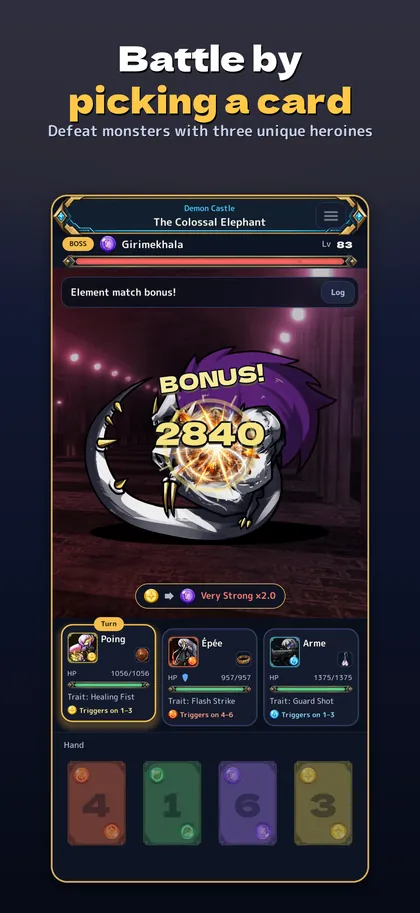 Battle by
picking a card
Defeat monsters with three unique heroines
Demon Castle
The Colossal Elephant
BOSS Girimekhala Lv 83
Element match bonus! Log
BONUS!
2840
Very Strong x2.0
Turn
Poing
HP 1056/1056
Trait: Healing Fist
Triggers on 1-3
Épée
HP 957/957
Trait: Flash Strike
Triggers on 4-6
Arme
HP 1375/1375
Trait: Guard Shot
Triggers on 1-3
Hand
4 1 6 3